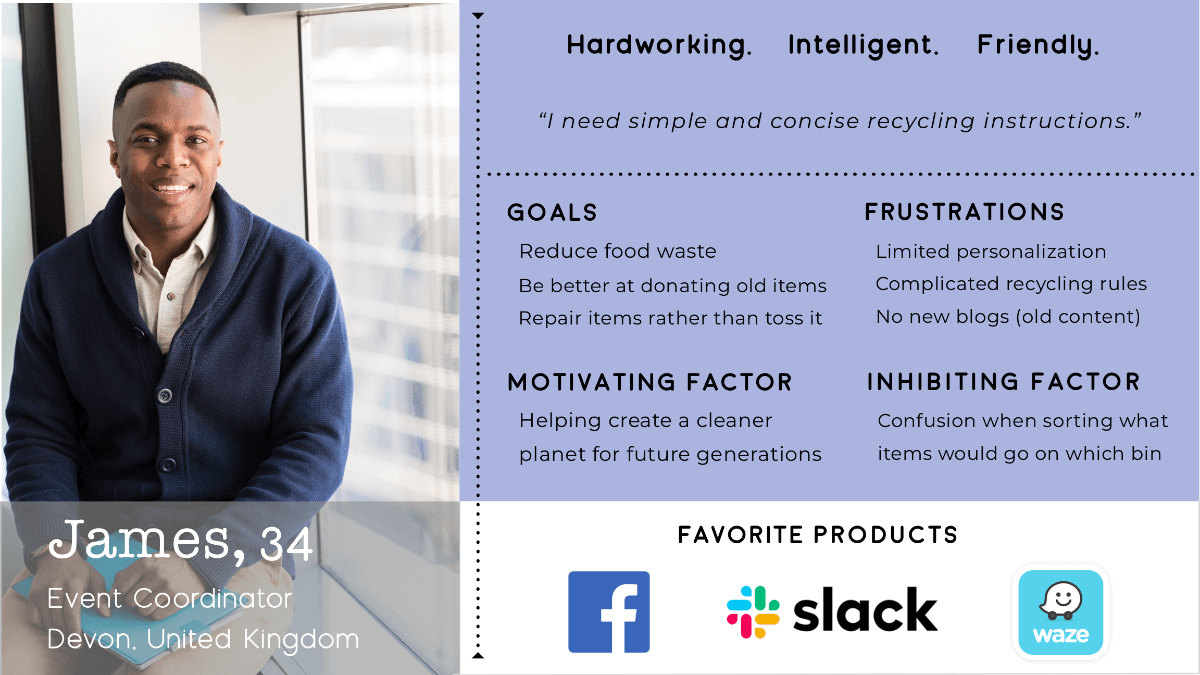 Hardworking. Intelligent. Friendly.
“I need simple and concise recycling instructions.”
GOALS
Reduce food waste
Be better at donating old items
Repair items rather than toss it
FRUSTRATIONS
Limited personalization
Complicated recycling rules
No new blogs (old content)
MOTIVATING FACTOR
Helping create a cleaner
planet for future generations
INHIBITING FACTOR
Confusion when sorting what
items would go on which bin
James, 34
Event Coordinator
Devon, United Kingdom
FAVORITE PRODUCTS
f
slack
waze